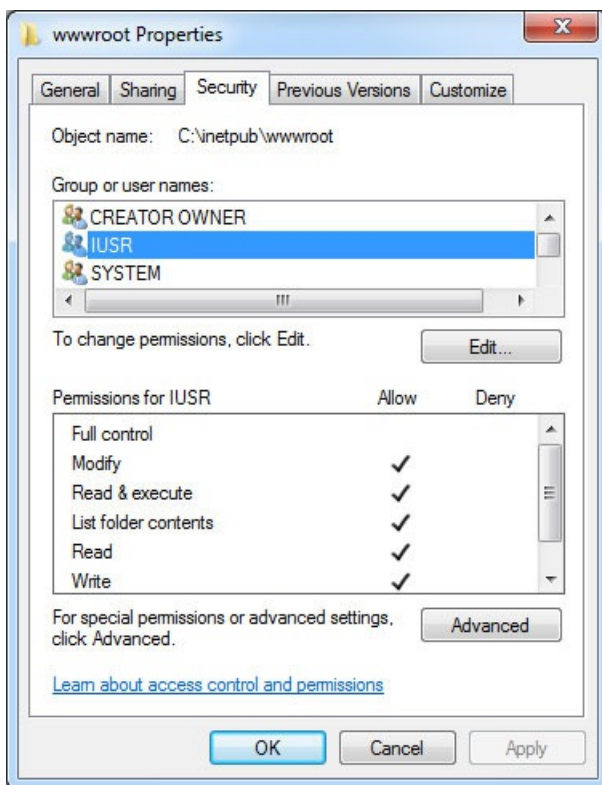 wwwroot Properties
General Sharing Security Previous Versions Customize
Object name: C:\inetpub\wwwroot
Group or user names:
CREATOR OWNER
IUSR
SYSTEM
To change permissions, click Edit.
Edit...
Permissions for IUSR Allow Deny
Full control
Modify
Read & execute
List folder contents
Read
Write
For special permissions or advanced settings,
click Advanced.
Advanced
Learn about access control and permissions
OK Cancel Apply